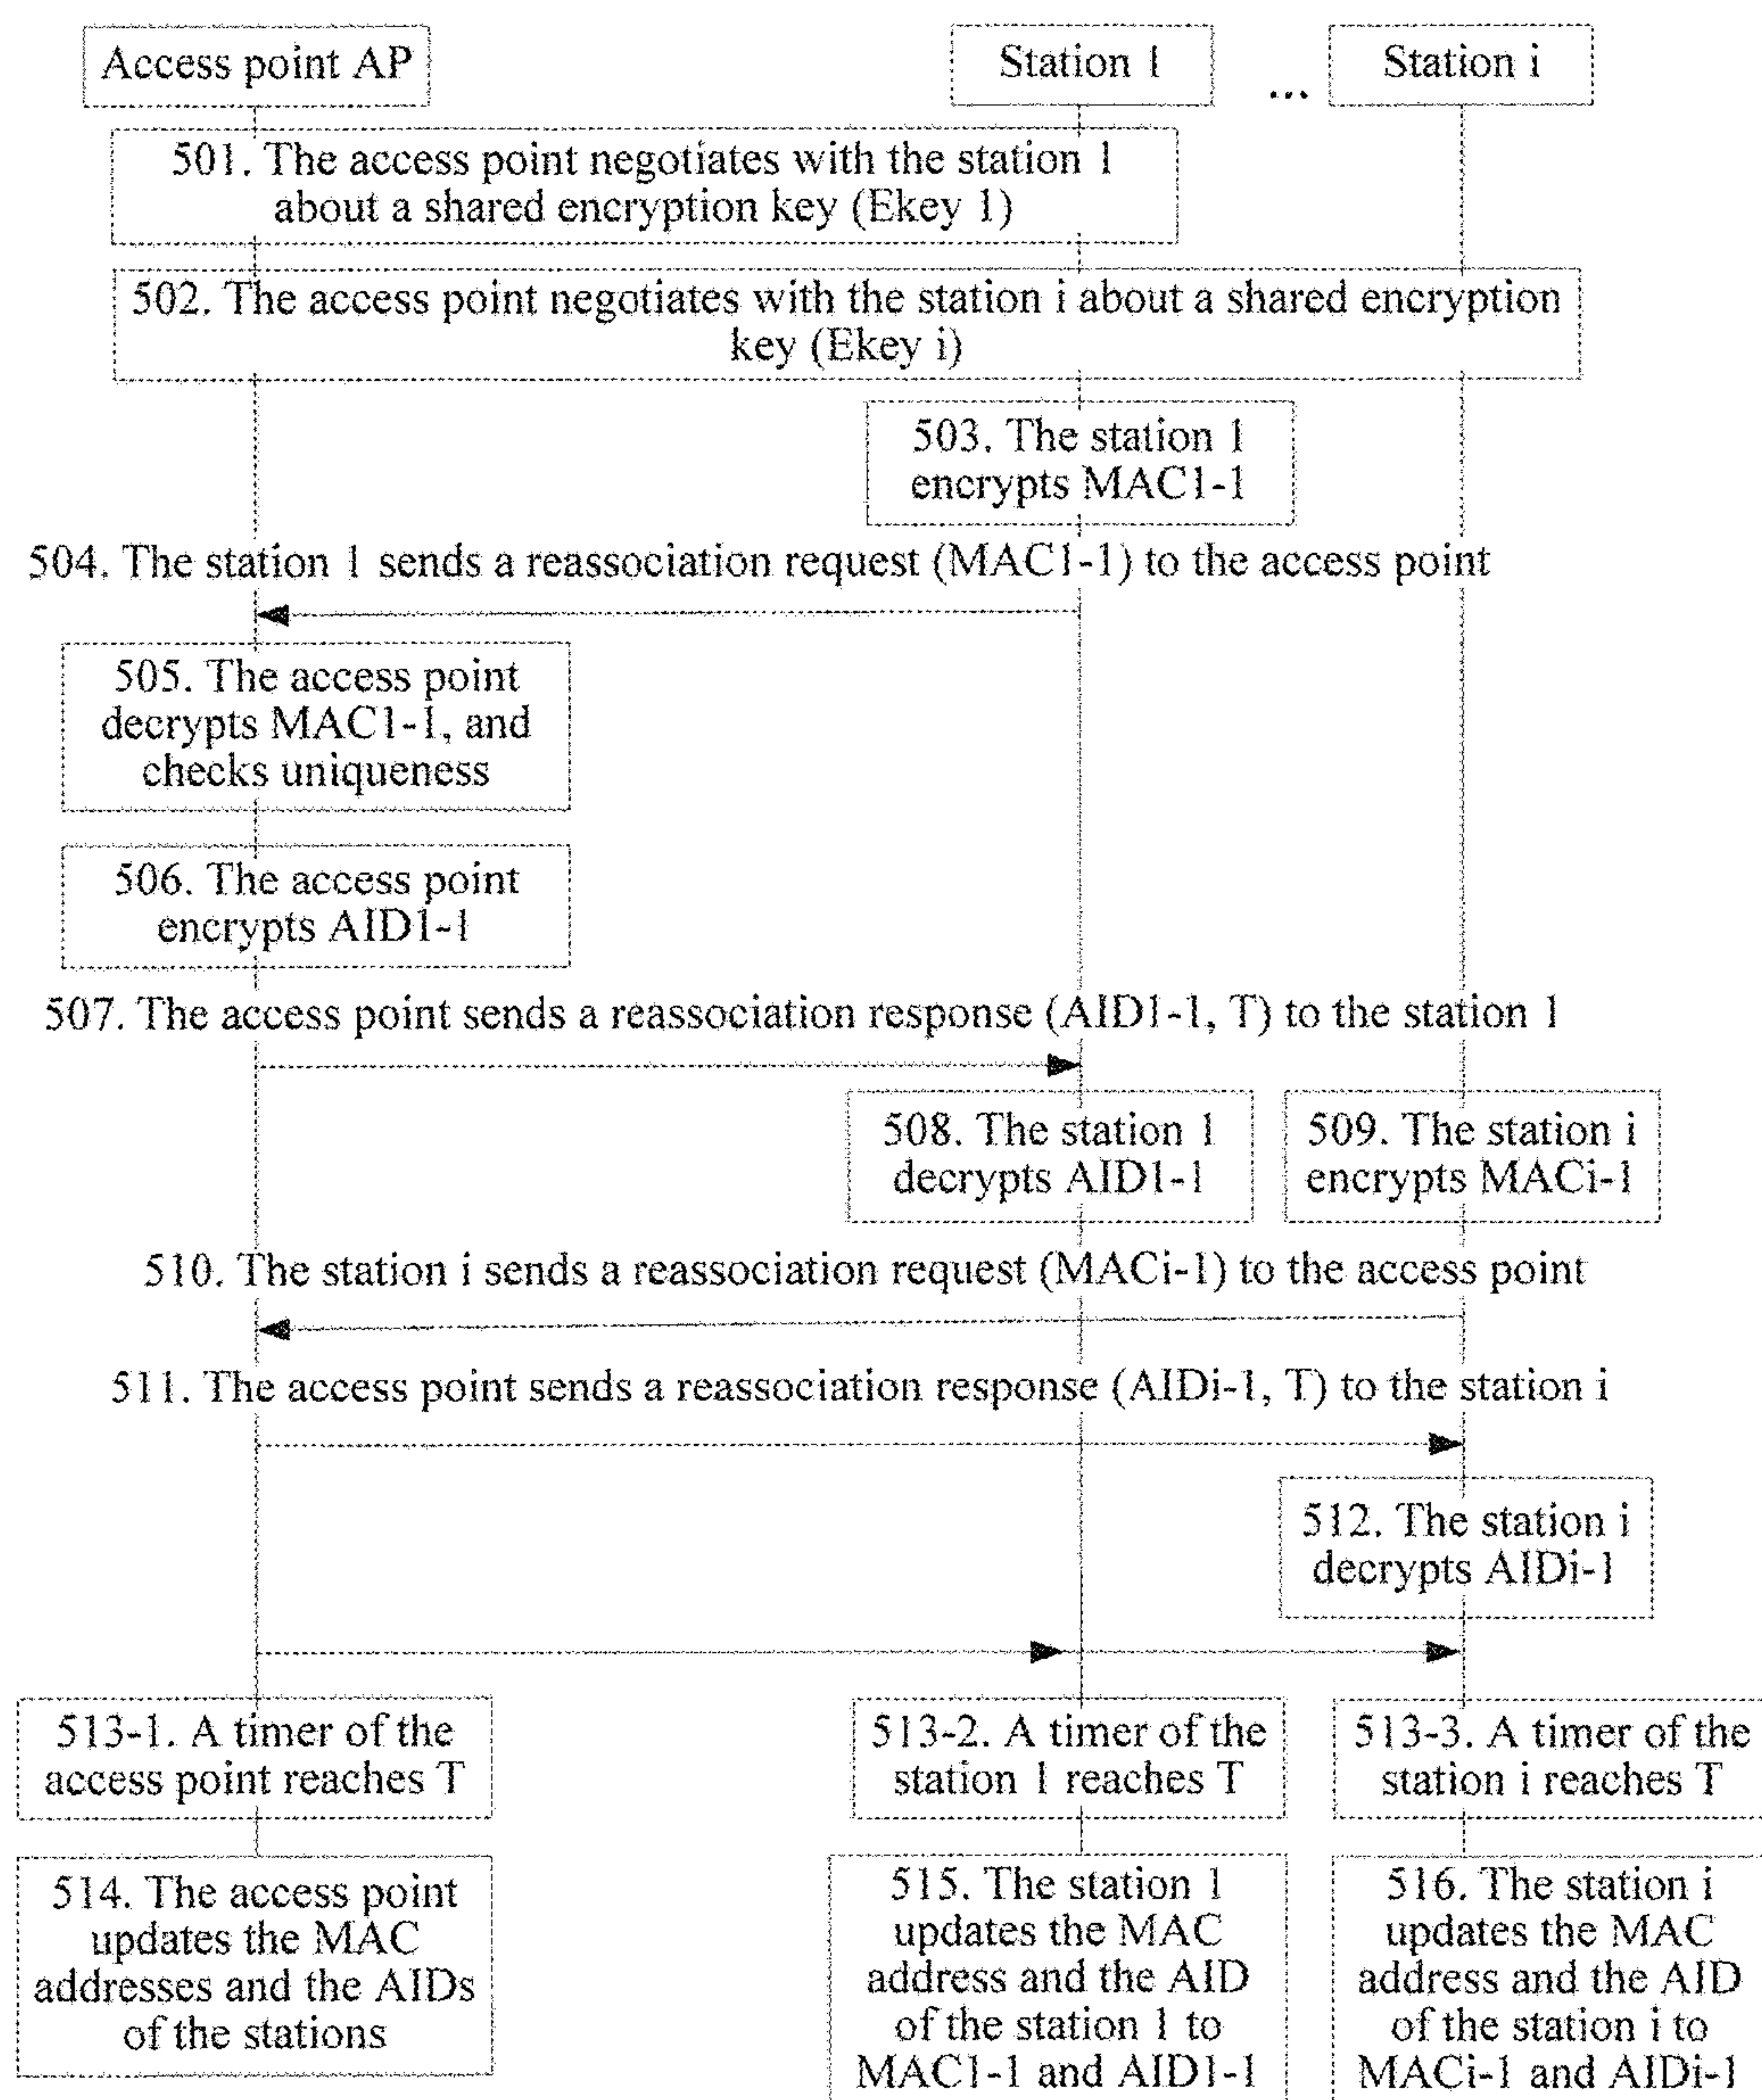 Access point AP
Station 1
...
Station i
501. The access point negotiates with the station 1
about a shared encryption key (Ekey 1)
502. The access point negotiates with the station i about a shared encryption
key (Ekey i)
503. The station 1
encrypts MAC1-1
504. The station 1 sends a reassociation request (MAC1-1) to the access point
505. The access point
decrypts MAC1-1, and
checks uniqueness
506. The access point
encrypts AID1-1
507. The access point sends a reassociation response (AID1-1, T) to the station 1
508. The station 1
decrypts AID1-1
509. The station i
encrypts MACi-1
510. The station i sends a reassociation request (MACi-1) to the access point
511. The access point sends a reassociation response (AIDi-1, T) to the station i
512. The station i
decrypts AIDi-1
513-1. A timer of the
access point reaches T
513-2. A timer of the
station 1 reaches T
513-3. A timer of the
station i reaches T
514. The access point
updates the MAC
addresses and the AIDs
of the stations
515. The station 1
updates the MAC
address and the AID
of the station 1 to
MAC1-1 and AID1-1
516. The station i
updates the MAC
address and the AID
of the station i to
MACi-1 and AIDi-1